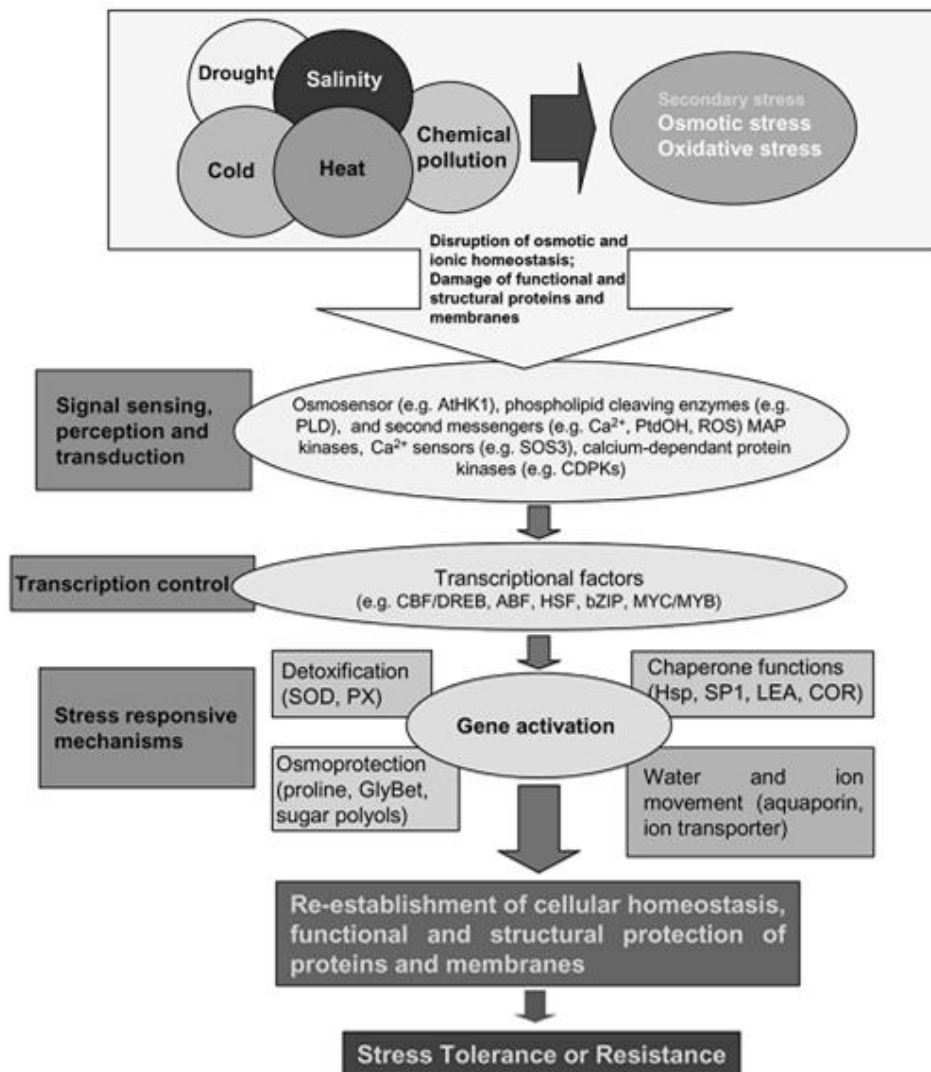 Drought
Salinity
Chemical
pollution
Cold
Heat
Secondary stress
Osmotic stress
Oxidative stress
Disruption of osmotic and
ionic homeostasis;
Damage of functional and
structural proteins and
membranes
Signal sensing,
perception and
transduction
Osmosensor (e.g. AtHK1), phospholipid cleaving enzymes (e.g.
PLD), and second messengers (e.g. Ca²⁺, PtdOH, ROS) MAP
kinases, Ca²⁺ sensors (e.g. SOS3), calcium-dependant protein
kinases (e.g. CDPKs)
Transcription control
Transcriptional factors
(e.g. CBF/DREB, ABF, HSF, bZIP, MYC/MYB)
Stress responsive
mechanisms
Detoxification
(SOD, PX)
Chaperone functions
(Hsp, SP1, LEA, COR)
Gene activation
Osmoprotection
(proline, GlyBet,
sugar polyols)
Water and ion
movement (aquaporin,
ion transporter)
Re-establishment of cellular homeostasis,
functional and structural protection of
proteins and membranes
Stress Tolerance or Resistance